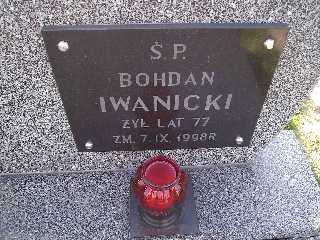 Ś.P.
BOHDAN
IWANICKI
ŻYŁ LAT 77
ZM. 7.IX.1998R